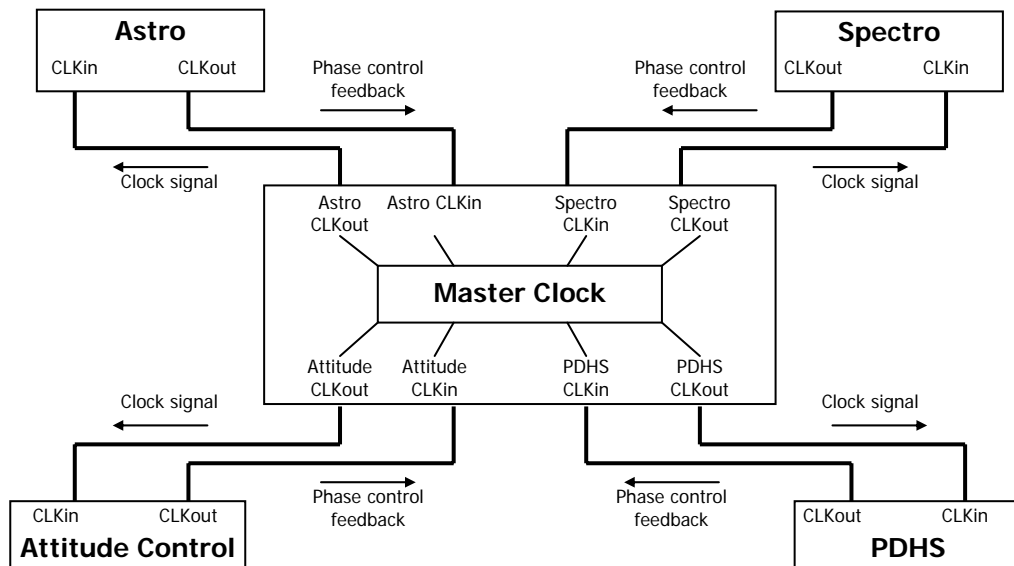 Astro
CLKin CLKout
Spectro
CLKout CLKin
Phase control
feedback
Phase control
feedback
Clock signal
Clock signal
Astro
CLKout
Astro CLKin
Spectro
CLKin
Spectro
CLKout
Master Clock
Attitude
CLKout
Attitude
CLKin
PDHS
CLKin
PDHS
CLKout
Clock signal
Clock signal
Phase control
feedback
Phase control
feedback
CLKin CLKout
Attitude Control
CLKout CLKin
PDHS